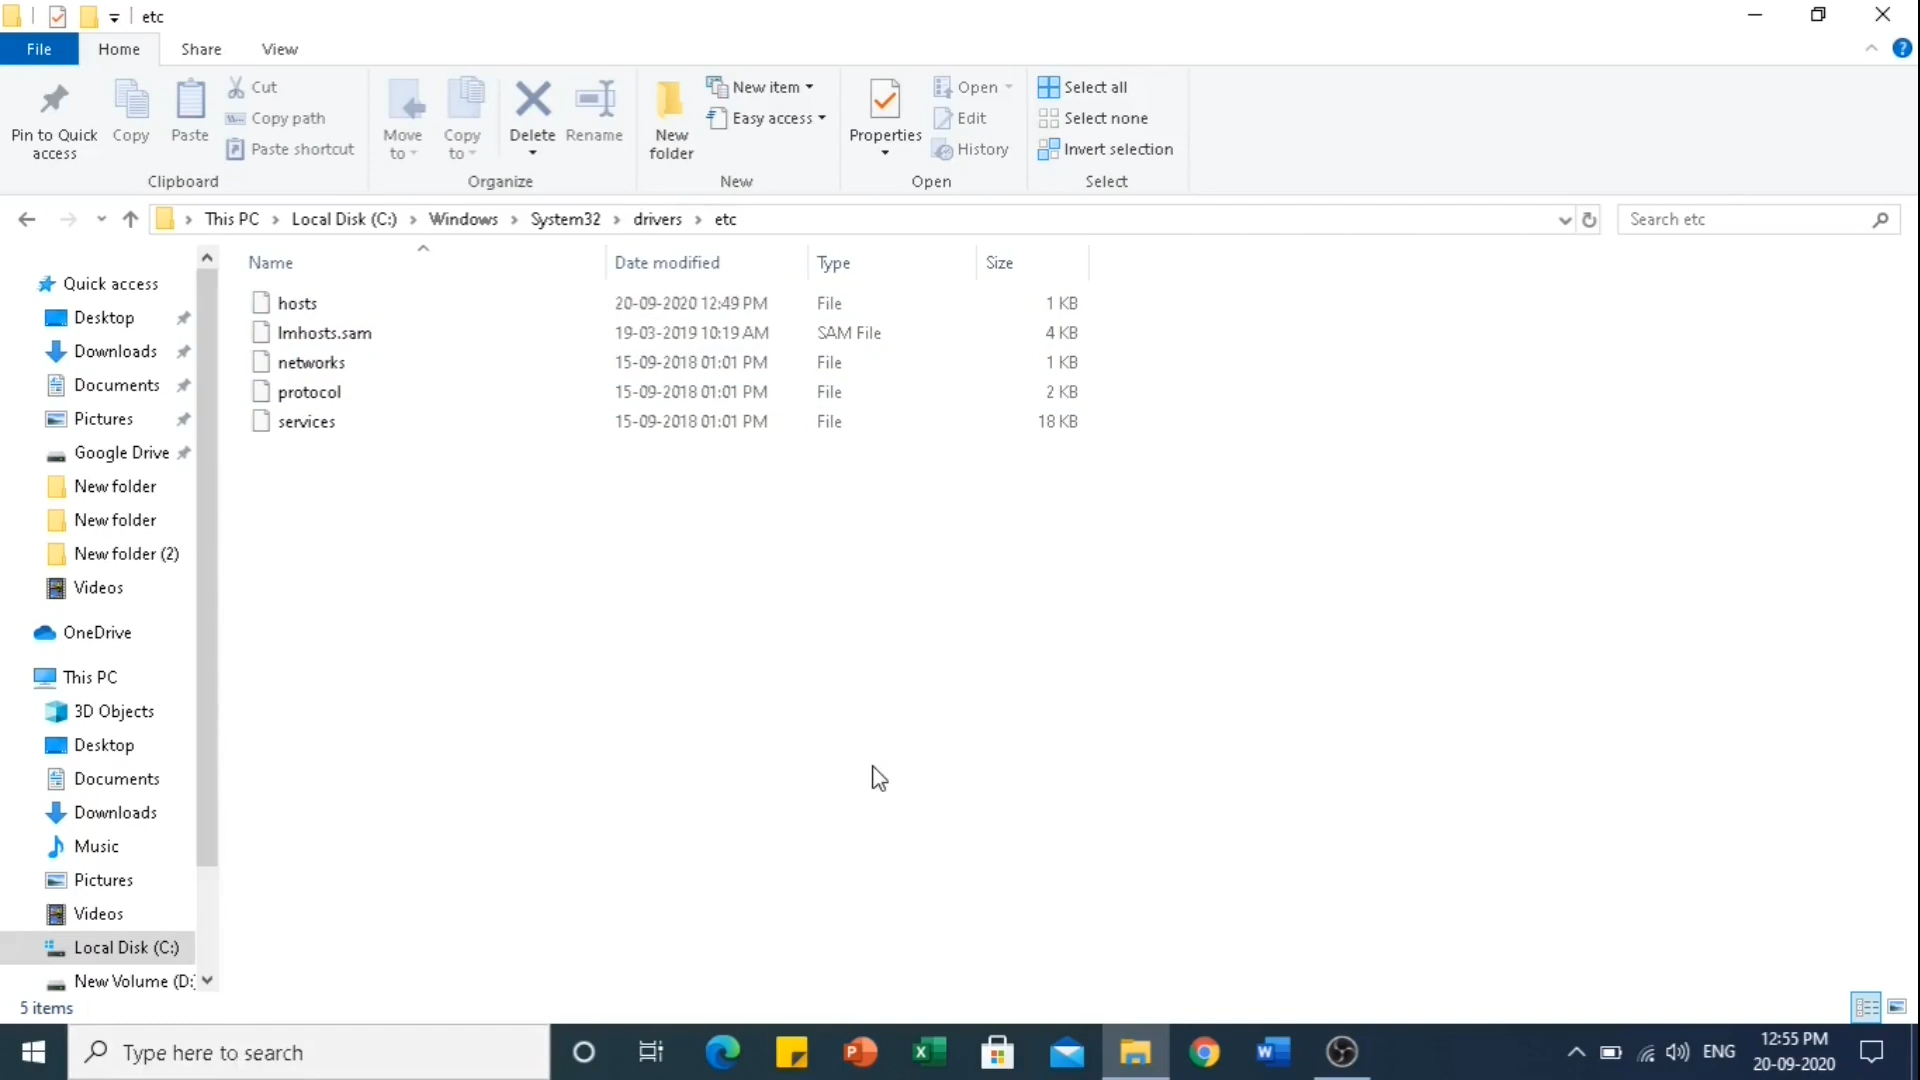 etc
File Home Share View
Pin to Quick access
Copy
Paste
Cut
Copy path
Paste shortcut
Clipboard
Move to
Copy to
Delete
Rename
Organize
New folder
New item
Easy access
New
Properties
Open
Edit
History
Open
Select all
Select none
Invert selection
Select
This PC Local Disk (C:) Windows System32 drivers etc
Search etc
Name Date modified Type Size
hosts 20-09-2020 12:49 PM File 1 KB
lmhosts.sam 19-03-2019 10:19 AM SAM File 4 KB
networks 15-09-2018 01:01 PM File 1 KB
protocol 15-09-2018 01:01 PM File 2 KB
services 15-09-2018 01:01 PM File 18 KB
Quick access
Desktop
Downloads
Documents
Pictures
Google Drive
New folder
New folder
New folder (2)
Videos
OneDrive
This PC
3D Objects
Desktop
Documents
Downloads
Music
Pictures
Videos
Local Disk (C:)
New Volume (D:
5 items
Type here to search
ENG
12:55 PM
20-09-2020